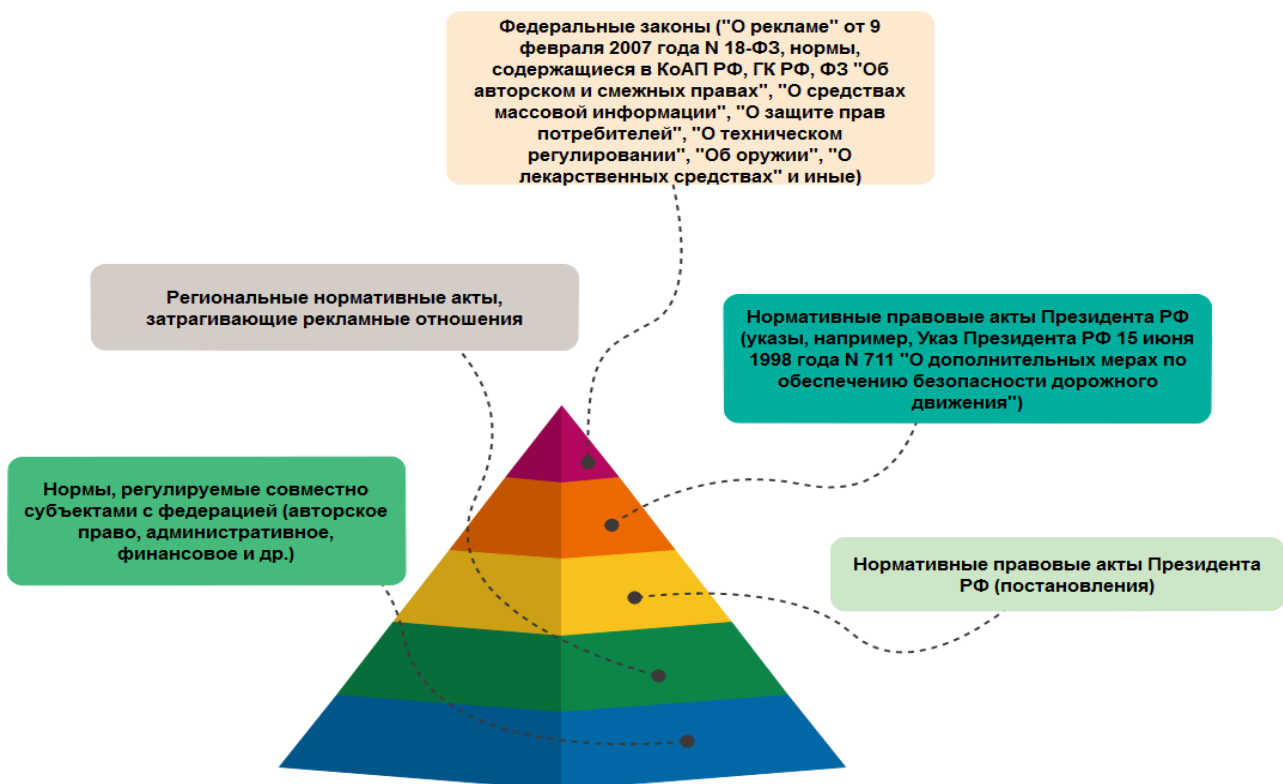 Федеральные законы ("О рекламе" от 9
февраля 2007 года N 18-ФЗ, нормы,
содержащиеся в КоАП РФ, ГК РФ, ФЗ "Об
авторском и смежных правах", "О средствах
массовой информации", "О защите прав
потребителей", "О техническом
регулировании", "Об оружии", "О
лекарственных средствах" и иные)
Региональные нормативные акты,
затрагивающие рекламные отношения
Нормативные правовые акты Президента РФ
(указы, например, Указ Президента РФ 15 июня
1998 года N 711 "О дополнительных мерах по
обеспечению безопасности дорожного
движения")
Нормы, регулируемые совместно
субъектами с федерацией (авторское
право, административное,
финансовое и др.)
Нормативные правовые акты Президента
РФ (постановления)